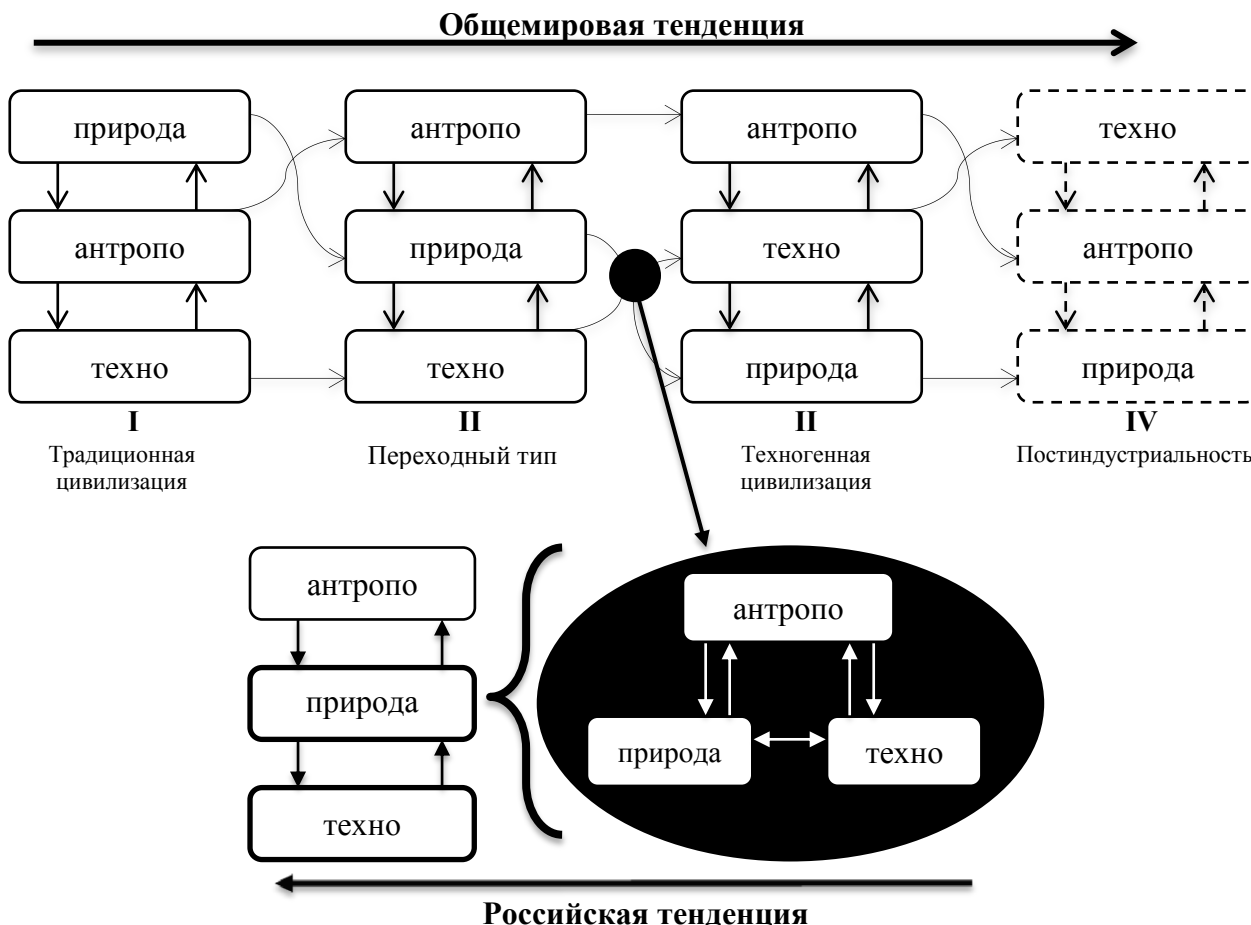 Общемировая тенденция
природа
антропо
антропо
техно
антропо
природа
техно
антропо
техно
техно
природа
природа
I
II
II
IV
Традиционная
цивилизация
Переходный тип
Техногенная
цивилизация
Постиндустриальность
антропо
природа
техно
антропо
природа
техно
Российская тенденция